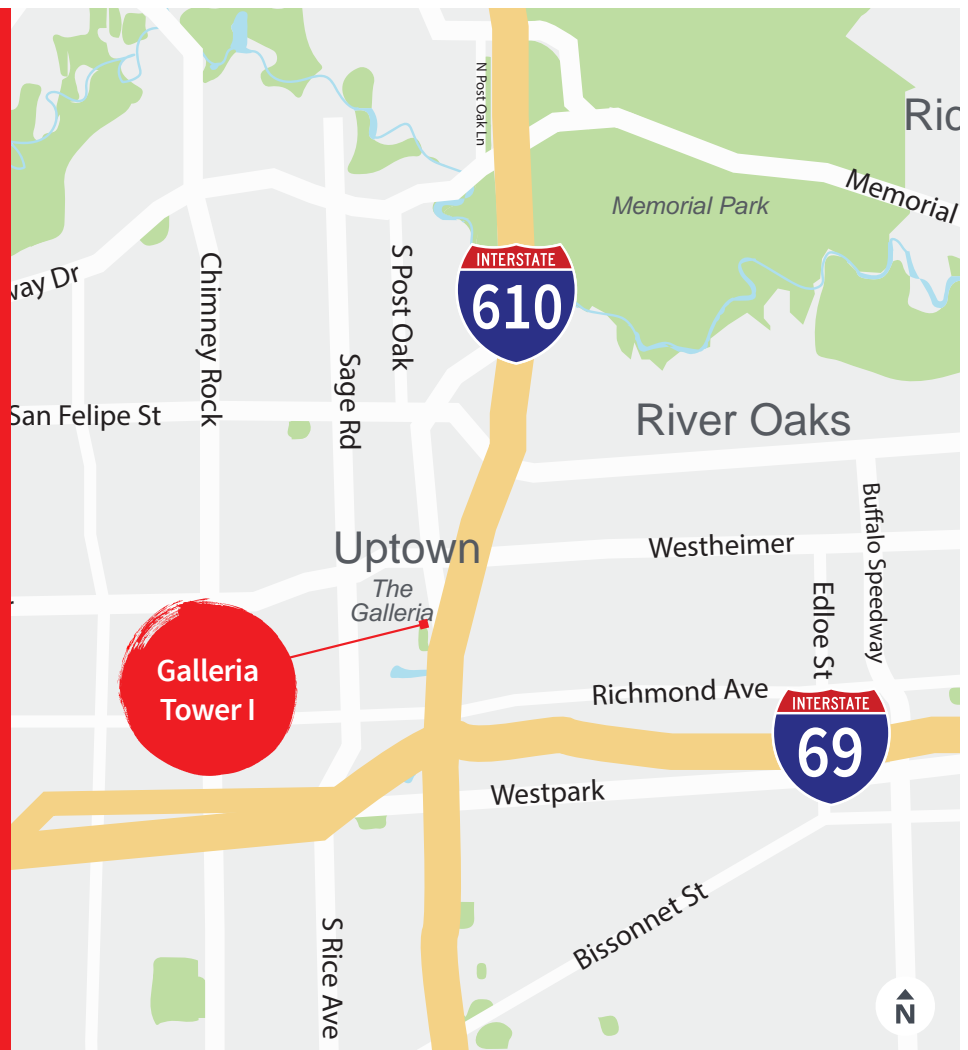 N Post Oak Ln
Ric
Memorial Park
Memorial
INTERSTATE
610
way Dr
Chimney Rock
S Post Oak
Sage Rd
San Felipe St
River Oaks
Buffalo Speedway
Uptown
Westheimer
The
Galleria
Edloe St
Galleria
Tower I
Richmond Ave
INTERSTATE
69
Westpark
Bissonnet St
S Rice Ave
N